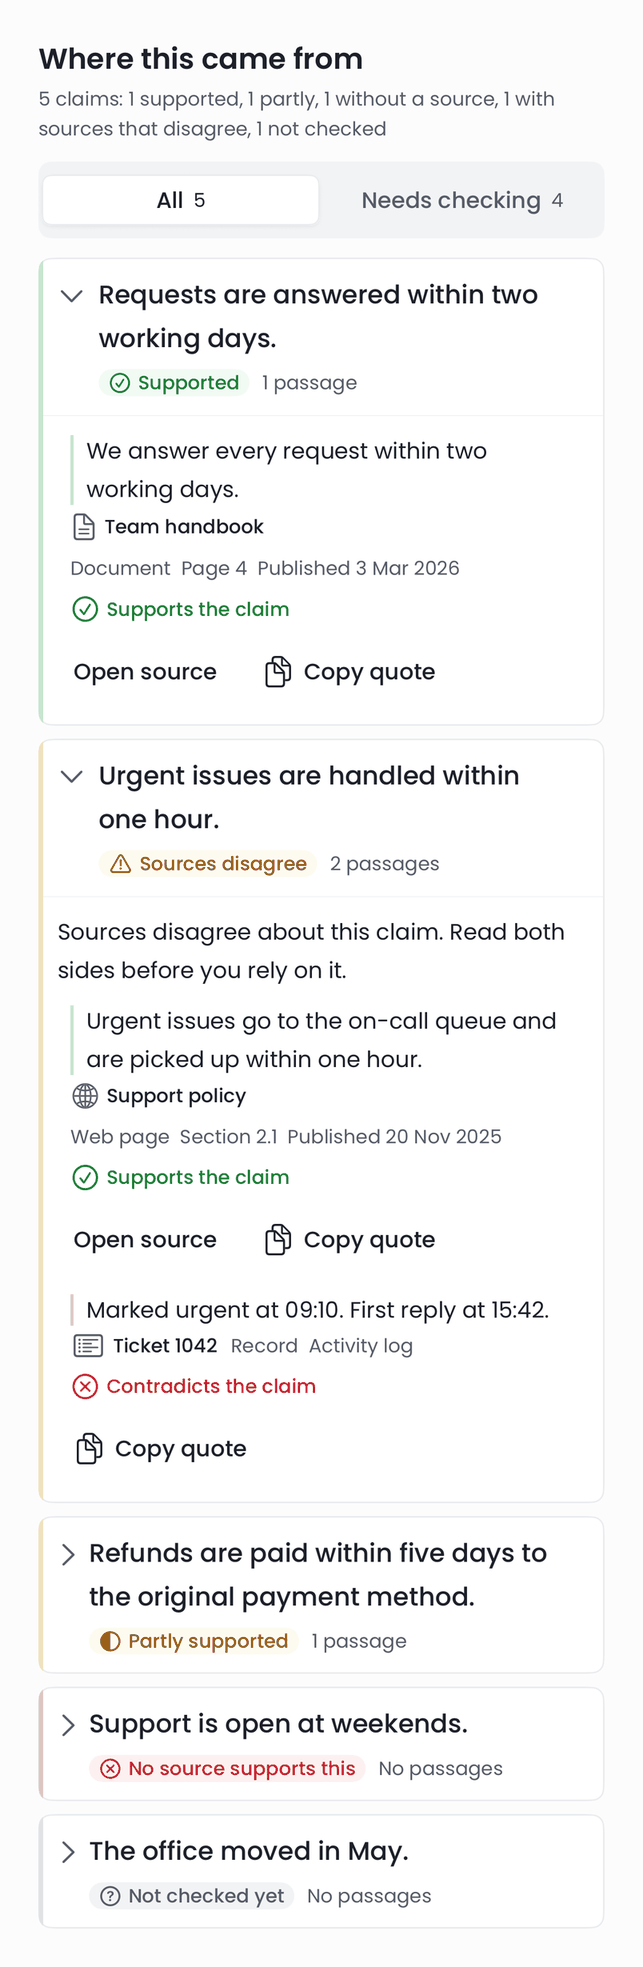 Where this came from
5 claims: 1 supported, 1 partly, 1 without a source, 1 with
sources that disagree, 1 not checked
All 5
Needs checking 4
Requests are answered within two
working days.
Supported 1 passage
We answer every request within two
working days.
Team handbook
Document Page 4 Published 3 Mar 2026
Supports the claim
Open source Copy quote
Urgent issues are handled within
one hour.
Sources disagree 2 passages
Sources disagree about this claim. Read both
sides before you rely on it.
Urgent issues go to the on-call queue and
are picked up within one hour.
Support policy
Web page Section 2.1 Published 20 Nov 2025
Supports the claim
Open source Copy quote
Marked urgent at 09:10. First reply at 15:42.
Ticket 1042 Record Activity log
Contradicts the claim
Copy quote
Refunds are paid within five days to
the original payment method.
Partly supported 1 passage
Support is open at weekends.
No source supports this No passages
The office moved in May.
Not checked yet No passages